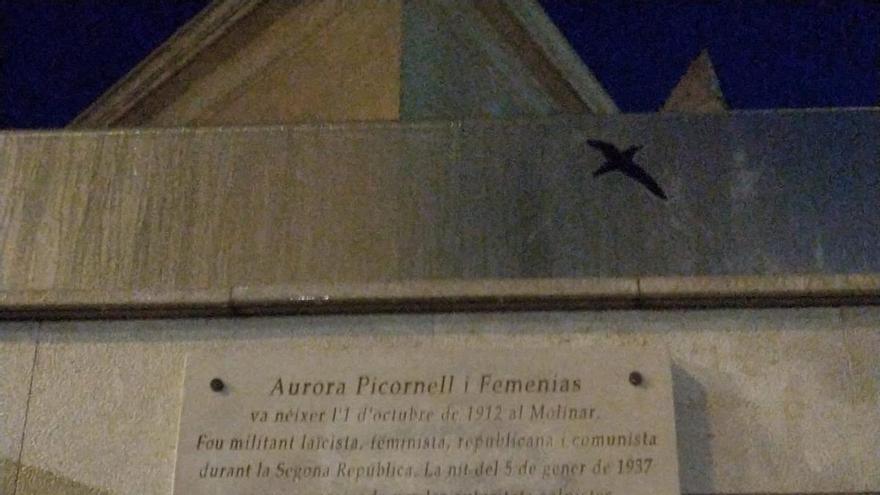 Aurora Picornell i Femenias
va néixer l'1 d'octubre de 1912 al Molinar.
Fou militant laïcista, feminista, republicana i comunista
durant la Segona República. La nit del 5 de gener de 1937